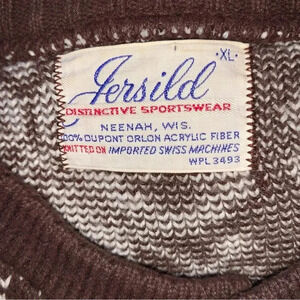 ·XL·
Jersild
DISTINCTIVE SPORTSWEAR
NEENAH, WIS.
100% DUPONT ORLON ACRYLIC FIBER
KNITTED ON IMPORTED SWISS MACHINES
WPL 3493